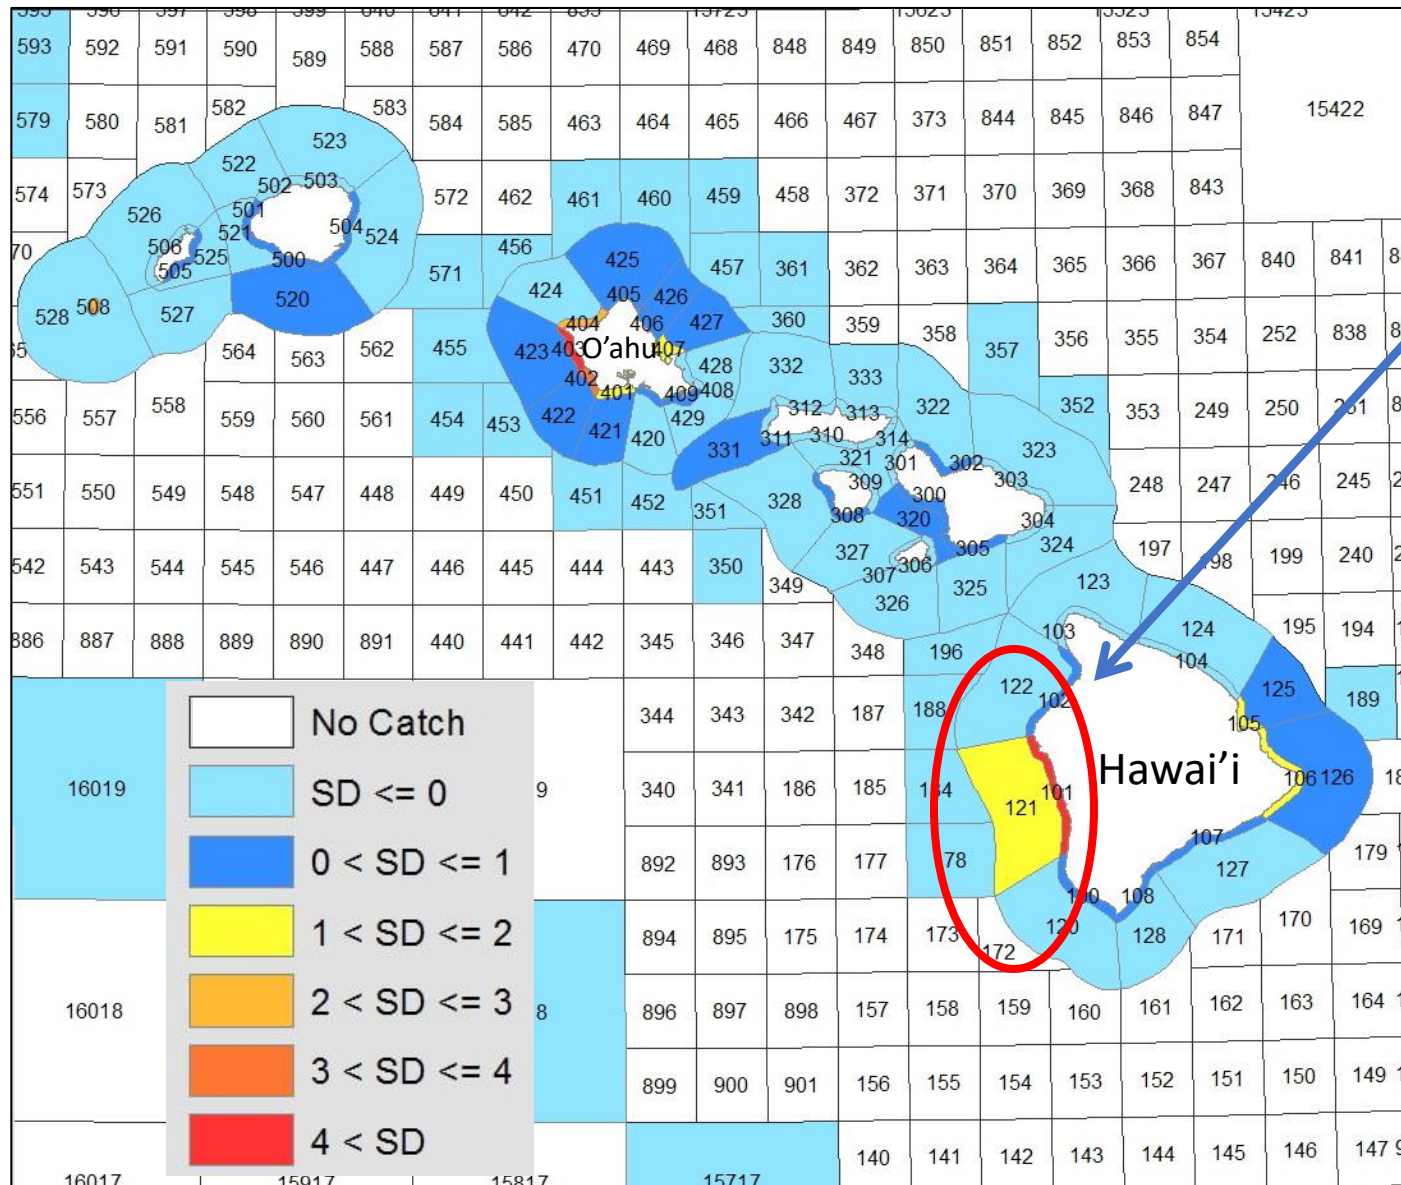 593 592 591 590 589 588 587 586 470 469 468 848 849 850 851 852 853 854
579 580 581 582 583 584 585 463 464 465 466 467 373 844 845 846 847 15422
523
522
574 573 502 503 572 462 461 460 459 458 372 371 370 369 368 843
526 501 504
506 521 525 524 571 456 425 457 361 362 363 364 365 366 367 840 841
505 500
528 508 527 520 424 405 426
404 406 427 360 359 358 357 356 355 354 252 838
564 563 562 455 423 403 O'ahu 407 428 332 333
402 401 409 408
556 557 558 559 560 561 454 453 422 421 420 429 312 313 322 352 353 249 250 251
331 311 310 314
321 301 302 323
551 550 549 548 547 448 449 450 451 452 351 328 309 300 303 248 247 246 245
308 320 304
542 543 544 545 546 447 446 445 444 443 350 349 327 307 306 305 324 197 198 199 240
326 325 123
886 887 888 889 890 891 440 441 442 345 346 347 348 196 103 124 195 194
104
No Catch 344 343 342 187 188 122 102 125 189
105
SD <= 0
16019 9 340 341 186 185 184 121 101 Hawai'i 106 126
0 < SD <= 1
107
892 893 176 177 78 127 179
1 < SD <= 2
100 108
894 895 175 174 173 172 120 128 171 170 169
2 < SD <= 3
16018 8 896 897 898 157 158 159 160 161 162 163 164
3 < SD <= 4
899 900 901 156 155 154 153 152 151 150 149
4 < SD
140 141 142 143 144 145 146 147
16017 15917 15817 15717